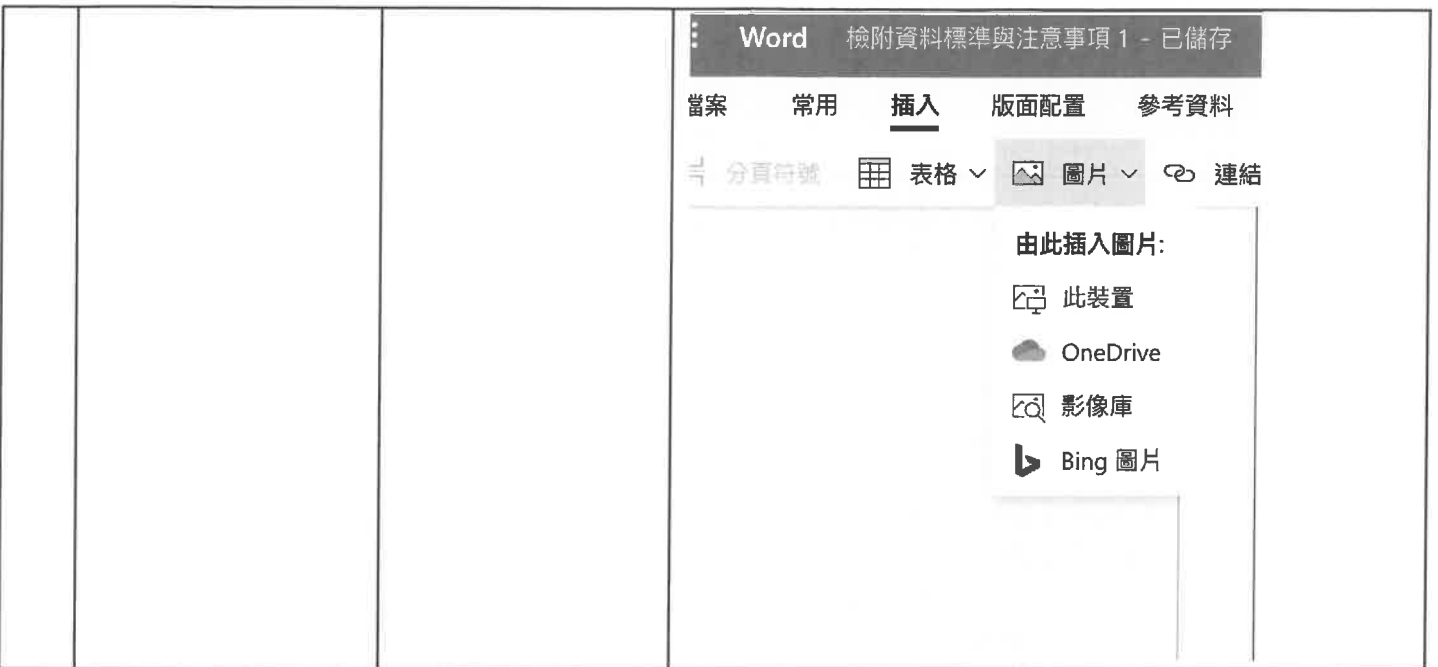 Word 檢附資料標準與注意事項 1 - 已儲存
檔案 常用 插入 版面配置 參考資料
分頁符號 表格 圖片 連結
由此插入圖片:
此裝置
OneDrive
影像庫
Bing 圖片